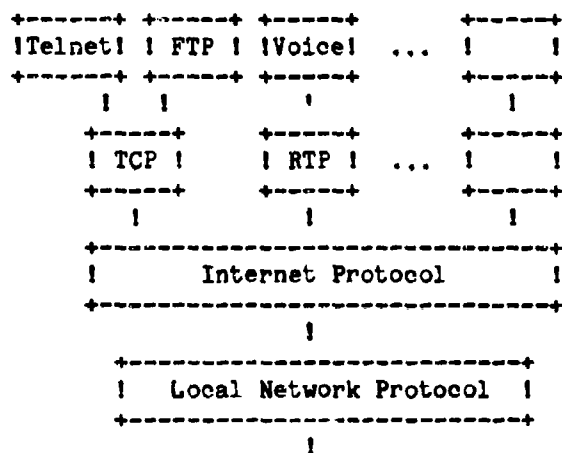 +------+ +-----+ +-----+ ... +-----+
!Telnet! ! FTP ! !Voice! ... ! !
+------+ +-----+ +-----+ +-----+
! ! ' !
+-----+ +-----+ +-----+
! TCP ! ! RTP ! ... ! !
+-----+ +-----+ +-----+
! ! !
+-------------------------------+
! Internet Protocol !
+-------------------------------+
!
+---------------------------+
! Local Network Protocol !
+---------------------------+
!